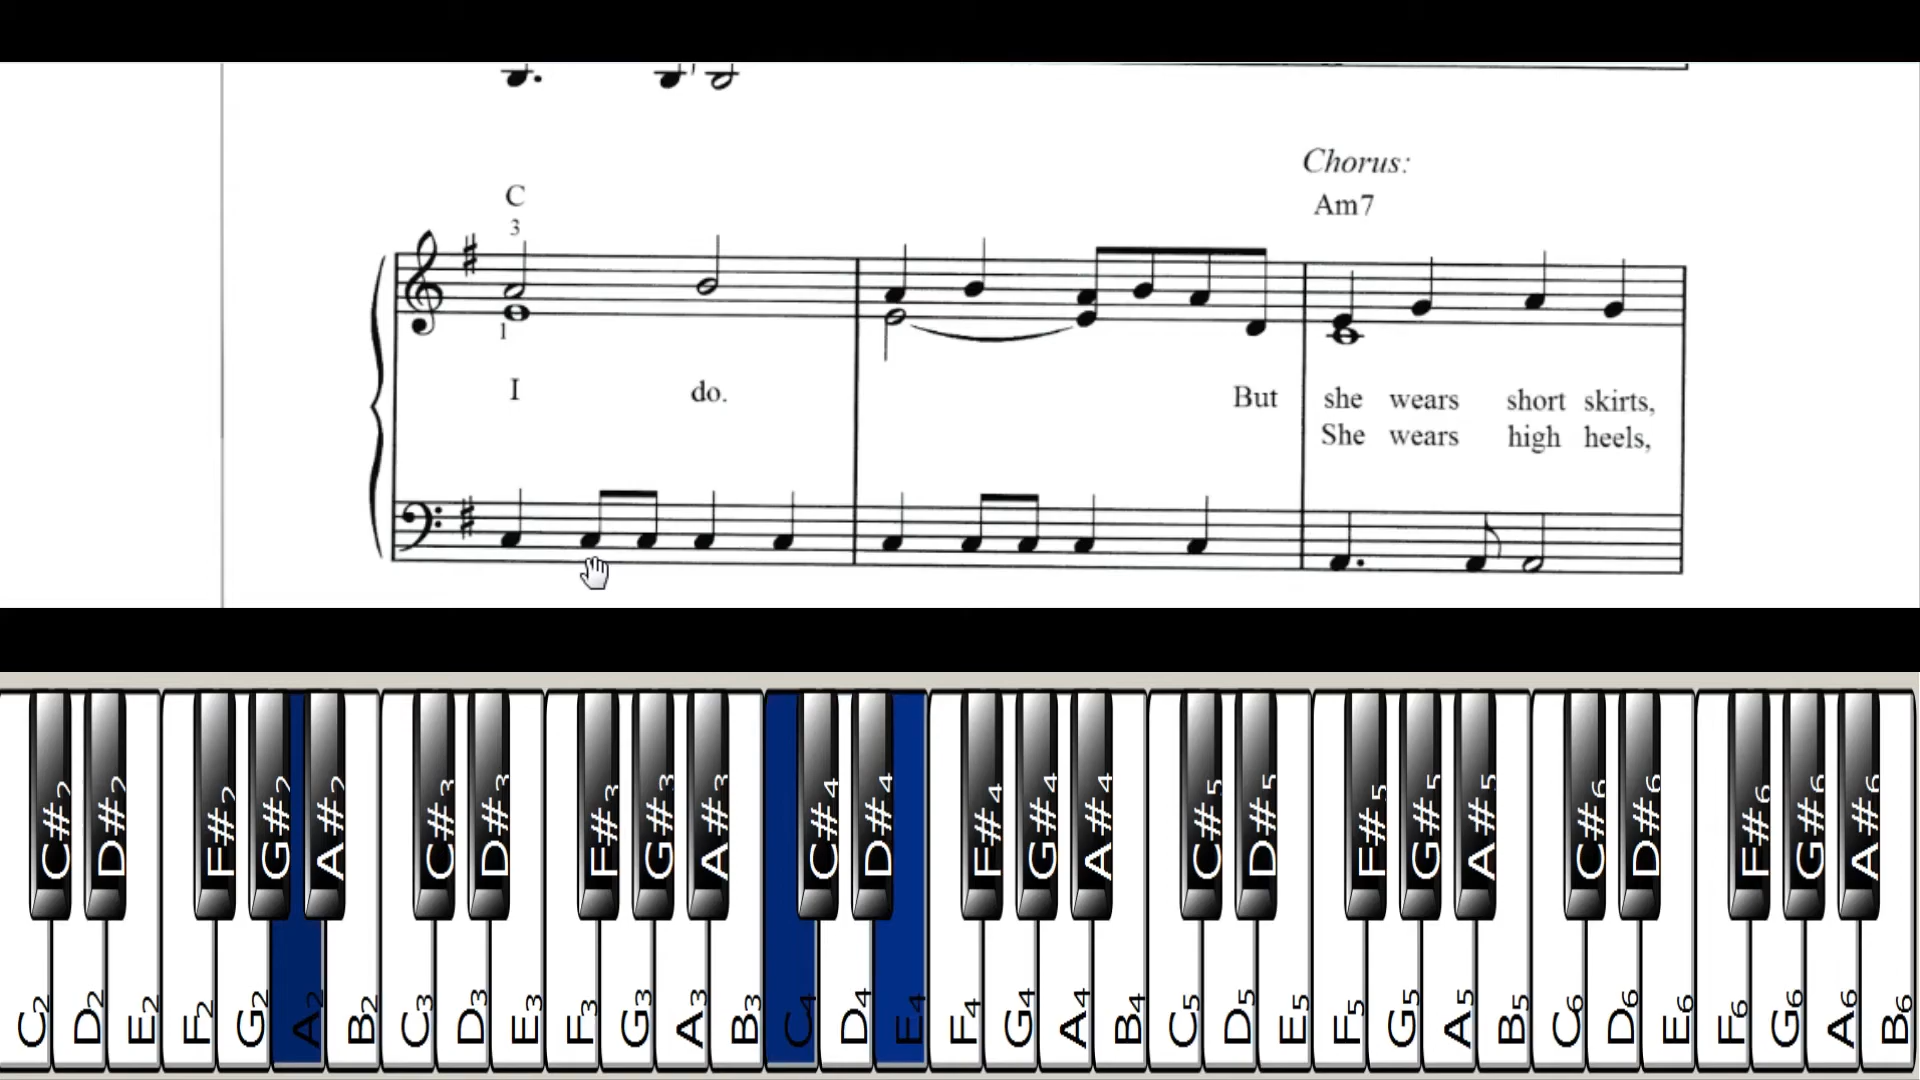 Chorus:
C Am7
3
1
I do. But she wears short skirts,
She wears high heels,
C#2 D#2 F#2 G#2 A#2 C#3 D#3 F#3 G#3 A#3 C#4 D#4 F#4 G#4 A#4 C#5 D#5 F#5 G#5 A#5 C#6 D#6 F#6 G#6 A#6
C2 D2 E2 F2 G2 A2 B2 C3 D3 E3 F3 G3 A3 B3 C4 D4 E4 F4 G4 A4 B4 C5 D5 E5 F5 G5 A5 B5 C6 D6 E6 F6 G6 A6 B6